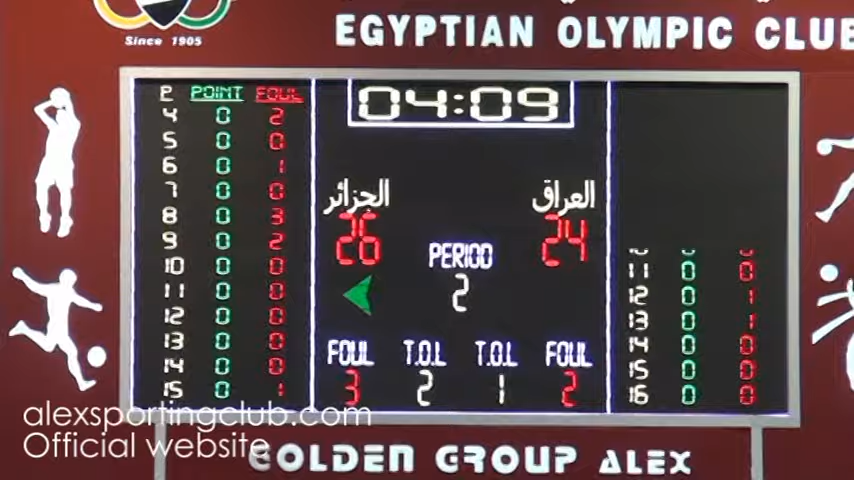 Since 1905
EGYPTIAN OLYMPIC CLUB
P POINT FOUL
4 0 2
5 0 0
6 0 1
7 0 0
8 0 3
9 0 2
10 0 0
11 0 0
12 0 0
13 0 0
14 0 0
15 0 1
04:09
الجزائر العراق
26 24
PERIOD
2
FOUL T.O.L T.O.L FOUL
3 2 1 2
11 0 0
12 0 1
13 0 1
14 0 0
15 0 0
16 0 0
alexsportingclub.com
Official website
GOLDEN GROUP ALEX